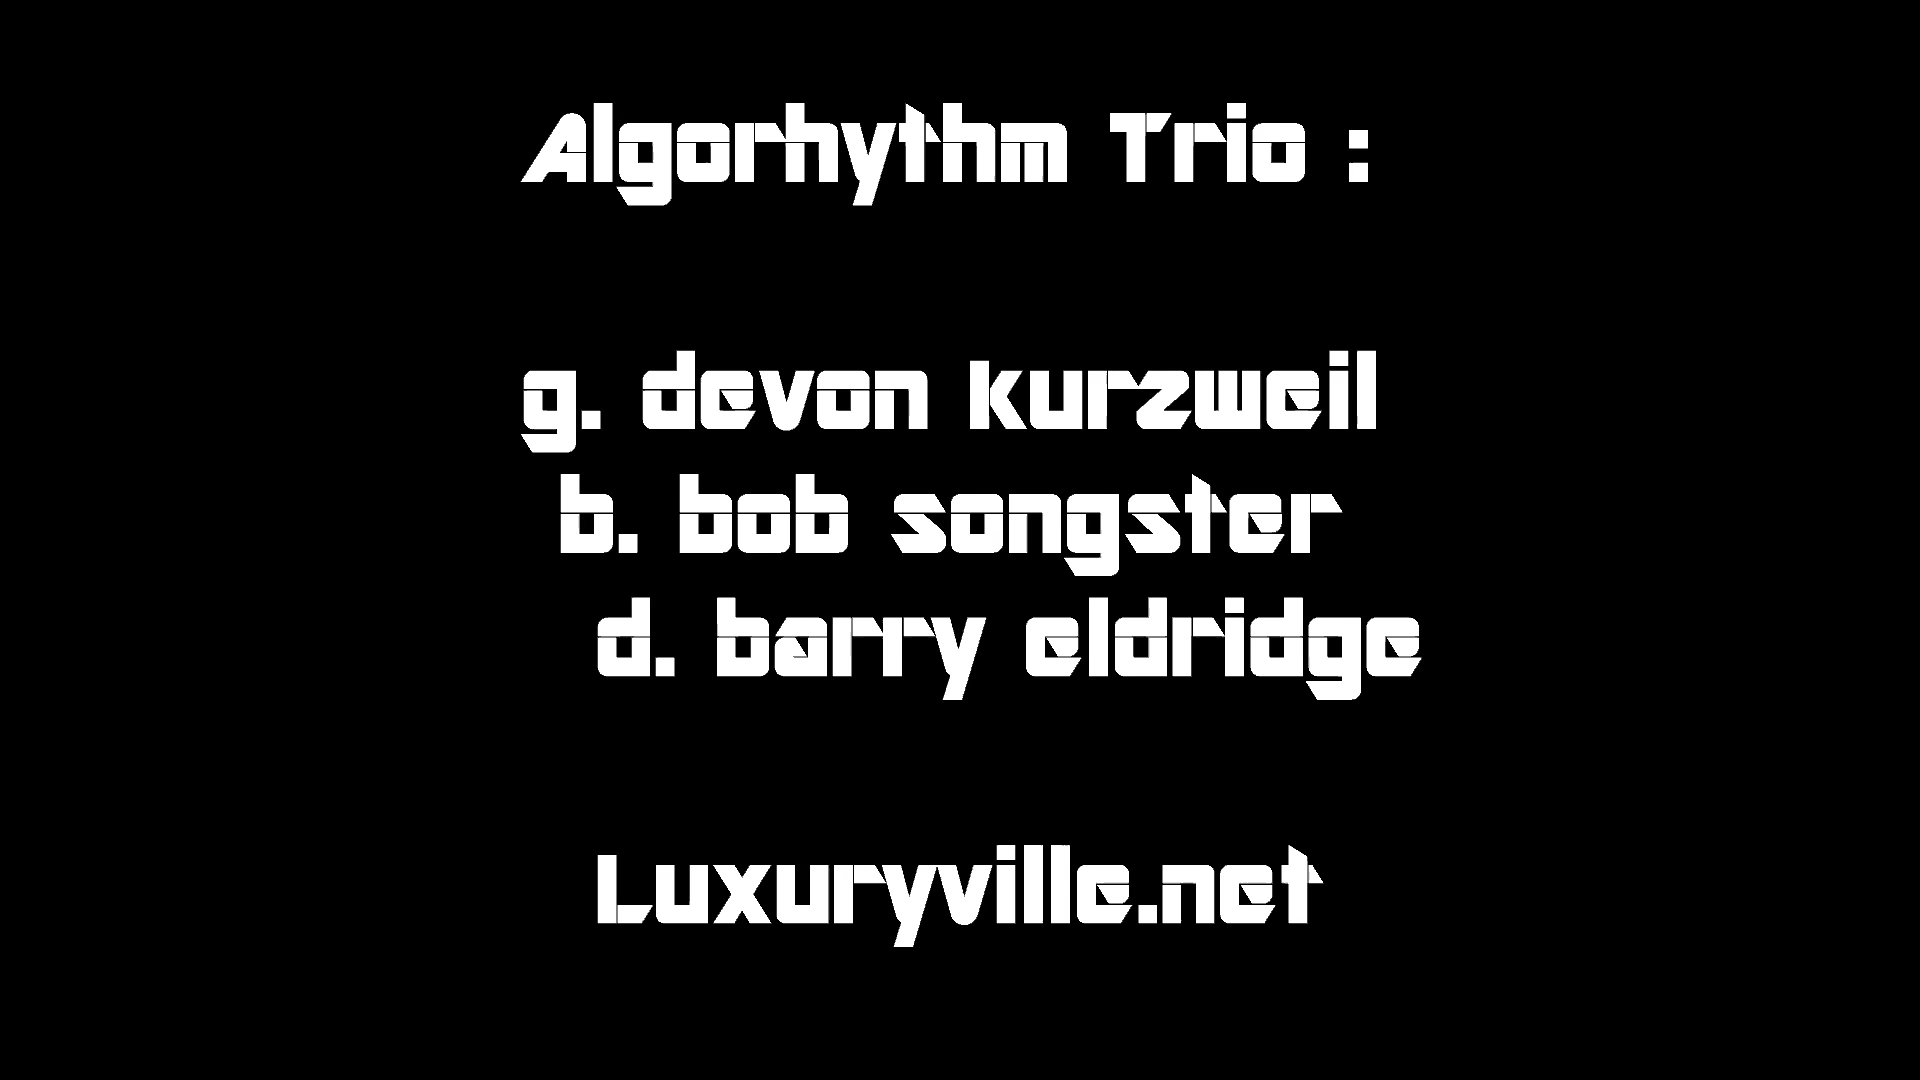 Algorhythm Trio :
g. devon kurzweil
b. bob songster
d. barry eldridge
Luxuryville.net